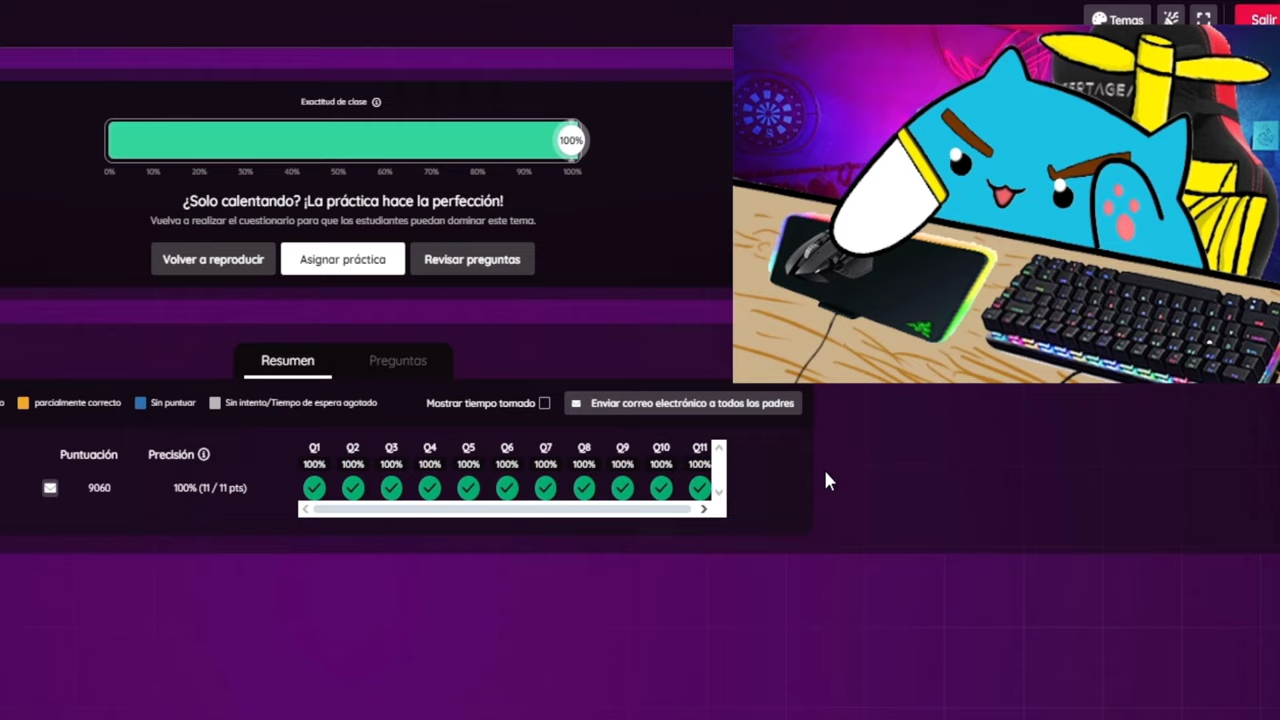 Temas
Salir
Exactitud de clase
100%
0% 10% 20% 30% 40% 50% 60% 70% 80% 90% 100%
¿Solo calentando? ¡La práctica hace la perfección!
Vuelva a realizar el cuestionario para que los estudiantes puedan dominar este tema.
Volver a reproducir Asignar práctica Revisar preguntas
Resumen Preguntas
parcialmente correcto Sin puntuar Sin intento/Tiempo de espera agotado Mostrar tiempo tomado Enviar correo electrónico a todos los padres
Puntuación Precisión Q1 Q2 Q3 Q4 Q5 Q6 Q7 Q8 Q9 Q10 Q11
100% 100% 100% 100% 100% 100% 100% 100% 100% 100% 100%
9060 100% (11 / 11 pts)